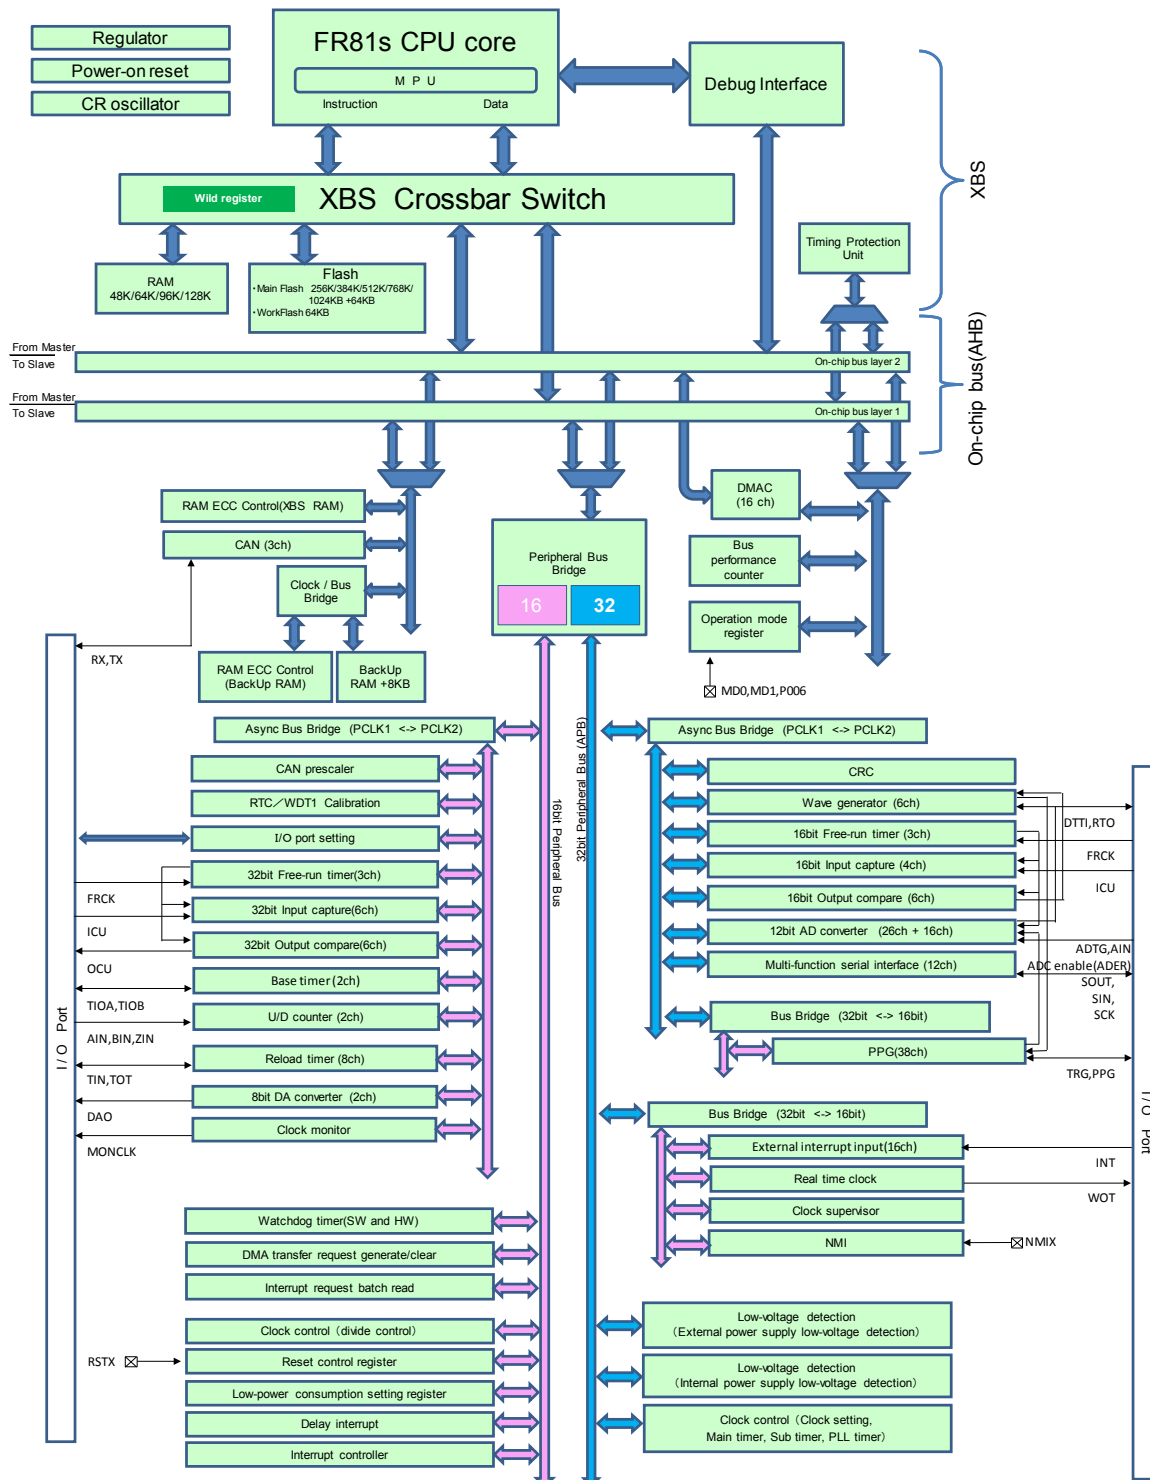 Regulator
Power-on reset
CR oscillator
FR81s CPU core
M P U
Instruction
Data
Debug Interface
XBS
Wild register
XBS Crossbar Switch
Timing Protection
Unit
RAM
48K/64K/96K/128K
Flash
・Main Flash 256K/384K/512K/768K/
1024KB +64KB
・WorkFlash 64KB
On-chip bus(AHB)
From Master
To Slave
On-chip bus layer 2
From Master
To Slave
On-chip bus layer 1
RAM ECC Control(XBS RAM)
CAN (3ch)
Clock / Bus
Bridge
RAM ECC Control
(BackUp RAM)
BackUp
RAM +8KB
RX,TX
Peripheral Bus
Bridge
16
32
DMAC
(16 ch)
Bus
performance
counter
Operation mode
register
MD0,MD1,P006
Async Bus Bridge (PCLK1 <-> PCLK2)
CAN prescaler
RTC／WDT1 Calibration
I/O port setting
32bit Free-run timer(3ch)
32bit Input capture(6ch)
32bit Output compare(6ch)
Base timer (2ch)
U/D counter (2ch)
Reload timer (8ch)
8bit DA converter (2ch)
Clock monitor
FRCK
ICU
OCU
TIOA,TIOB
AIN,BIN,ZIN
TIN,TOT
DAO
MONCLK
I / O Port
16bit Peripheral Bus
32bit Peripheral Bus (APB)
Async Bus Bridge (PCLK1 <-> PCLK2)
CRC
Wave generator (6ch)
16bit Free-run timer (3ch)
16bit Input capture (4ch)
16bit Output compare (6ch)
12bit AD converter (26ch + 16ch)
Multi-function serial interface (12ch)
Bus Bridge (32bit <-> 16bit)
PPG(38ch)
DTTI,RTO
FRCK
ICU
ADTG,AIN
ADC enable(ADER)
SOUT,
SIN,
SCK
TRG,PPG
I / O Port
Bus Bridge (32bit <-> 16bit)
External interrupt input(16ch)
Real time clock
Clock supervisor
NMI
INT
WOT
NMIX
Watchdog timer(SW and HW)
DMA transfer request generate/clear
Interrupt request batch read
Clock control（divide control）
Reset control register
Low-power consumption setting register
Delay interrupt
Interrupt controller
RSTX
Low-voltage detection
（External power supply low-voltage detection）
Low-voltage detection
（Internal power supply low-voltage detection）
Clock control（Clock setting,
Main timer, Sub timer, PLL timer）